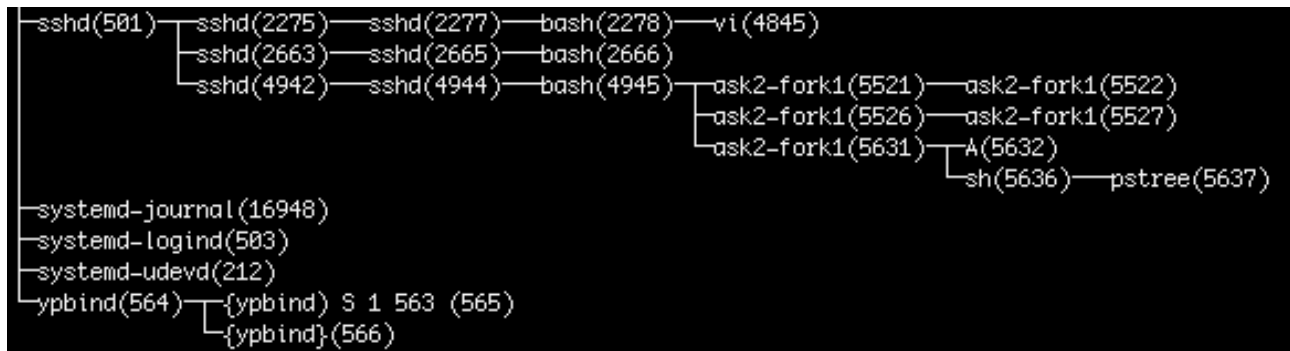 ├─sshd(501)─┬─sshd(2275)───sshd(2277)───bash(2278)───vi(4845)
│           ├─sshd(2663)───sshd(2665)───bash(2666)
│           └─sshd(4942)───sshd(4944)───bash(4945)─┬─ask2-fork1(5521)───ask2-fork1(5522)
│                                                  ├─ask2-fork1(5526)───ask2-fork1(5527)
│                                                  └─ask2-fork1(5631)─┬─A(5632)
│                                                                     └─sh(5636)───pstree(5637)
├─systemd-journal(16948)
├─systemd-logind(503)
├─systemd-udevd(212)
└─ypbind(564)─┬─{ypbind) S 1 563 (565)
              └─{ypbind}(566)